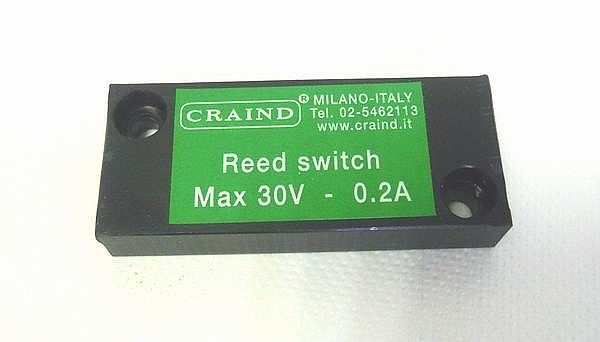 CRAIND ® MILANO-ITALY
Tel. 02-5462113
www.craind.it
Reed switch
Max 30V - 0.2A